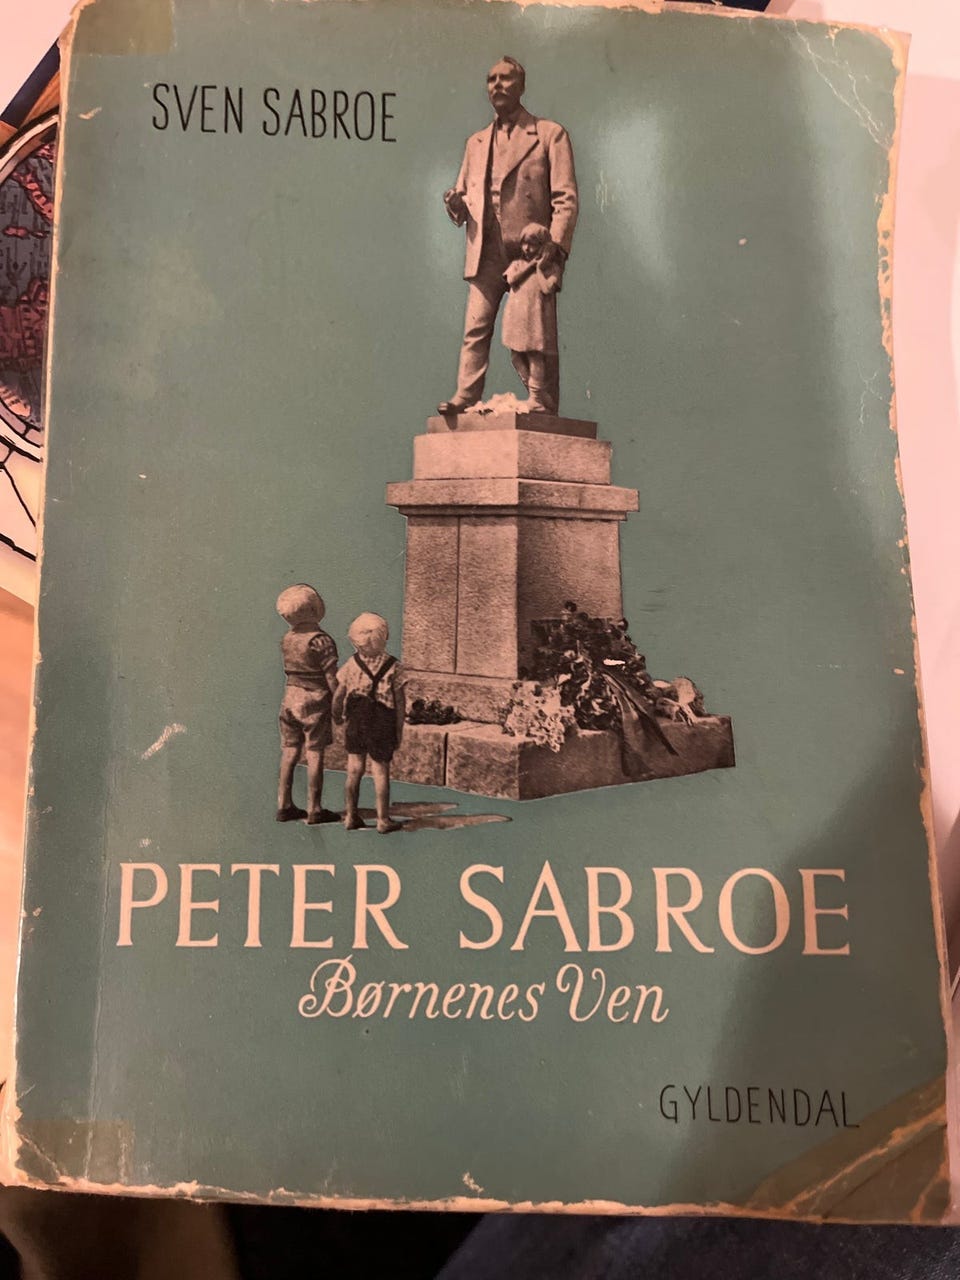 SVEN SABROE
PETER SABROE
Børnenes Ven
GYLDENDAL